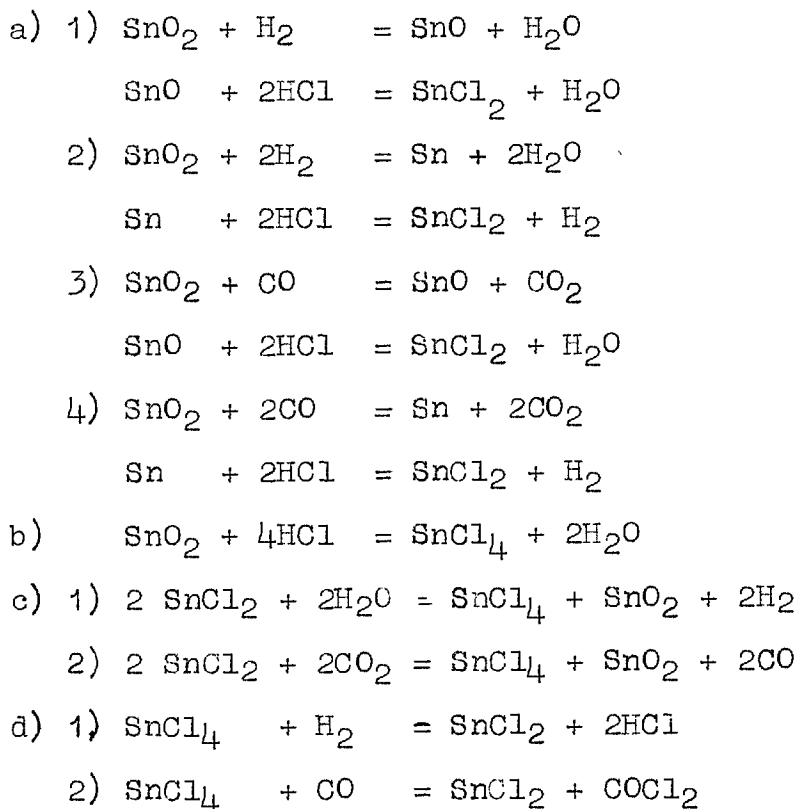 a) 1) SnO₂ + H₂ = SnO + H₂O
SnO + 2HCl = SnCl₂ + H₂O
2) SnO₂ + 2H₂ = Sn + 2H₂O
Sn + 2HCl = SnCl₂ + H₂
3) SnO₂ + CO = SnO + CO₂
SnO + 2HCl = SnCl₂ + H₂O
4) SnO₂ + 2CO = Sn + 2CO₂
Sn + 2HCl = SnCl₂ + H₂
b) SnO₂ + 4HCl = SnCl₄ + 2H₂O
c) 1) 2 SnCl₂ + 2H₂O = SnCl₄ + SnO₂ + 2H₂
2) 2 SnCl₂ + 2CO₂ = SnCl₄ + SnO₂ + 2CO
d) 1) SnCl₄ + H₂ = SnCl₂ + 2HCl
2) SnCl₄ + CO = SnCl₂ + COCl₂